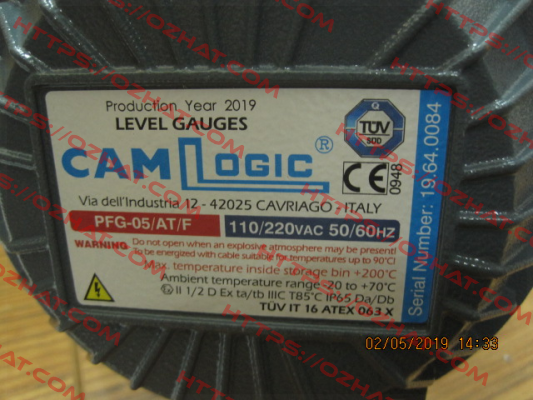 Production Year 2019
LEVEL GAUGES
CAMLOGIC ®
Q
TÜV
SÜD
CE 0948
Via dell'Industria 12 - 42025 CAVRIAGO - ITALY
PFG-05/AT/F
110/220VAC 50/60HZ
WARNING Do not open when an explosive atmosphere may be present!
To be energized with cable suitable for temperatures up to 90°C)
Max. temperature inside storage bin +200°C
Ambient temperature range -20 to +70°C
Ex II 1/2 D Ex ta/tb IIIC T85°C IP65 Da/Db
TÜV IT 16 ATEX 063 X
Serial Number: 19.64.0084
02/05/2019 14:39
HTTPS://OZHAT.COM